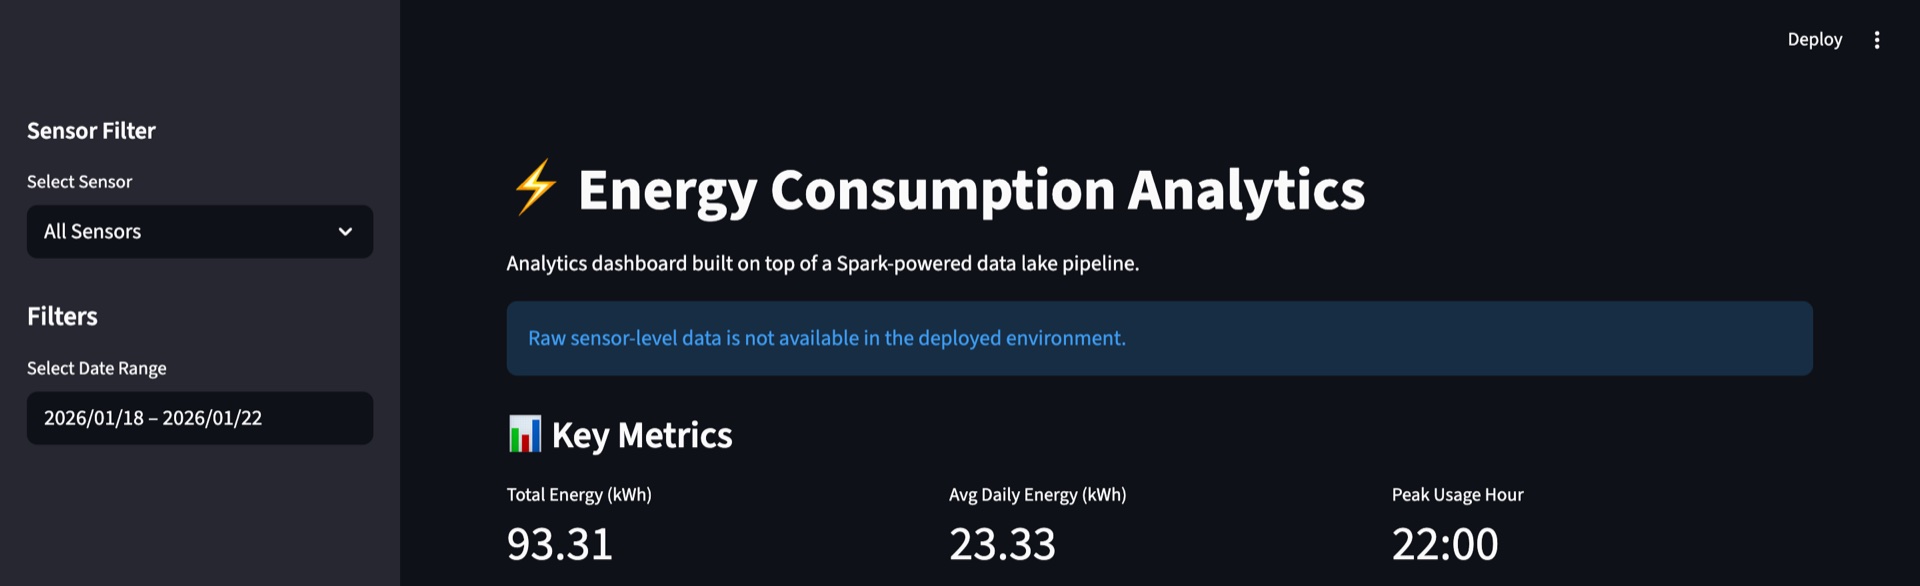 Deploy
Sensor Filter
Select Sensor
All Sensors
Filters
Select Date Range
2026/01/18 – 2026/01/22
⚡ Energy Consumption Analytics
Analytics dashboard built on top of a Spark-powered data lake pipeline.
Raw sensor-level data is not available in the deployed environment.
📊 Key Metrics
Total Energy (kWh)
93.31
Avg Daily Energy (kWh)
23.33
Peak Usage Hour
22:00